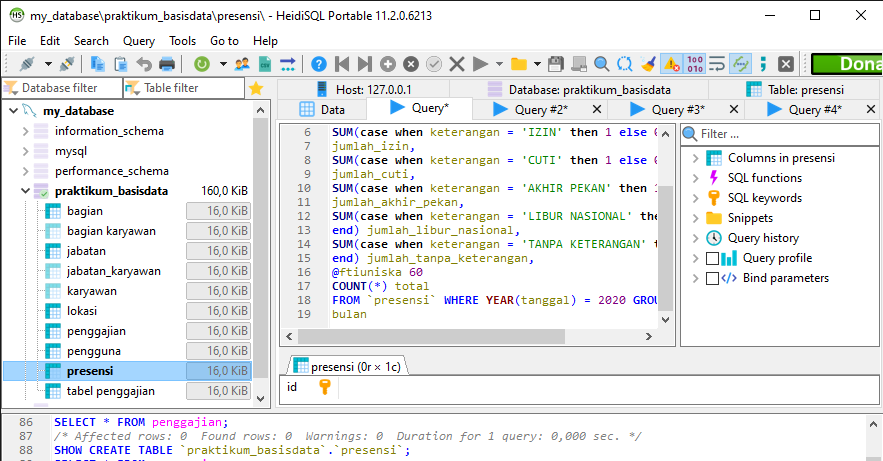 my_database\praktikum_basisdata\presensi\ - HeidiSQL Portable 11.2.0.6213
File Edit Search Query Tools Go to Help
Dona
Database filter Table filter
Host: 127.0.0.1 Database: praktikum_basisdata Table: presensi
Data Query* Query #2* Query #3* Query #4*
my_database
information_schema
mysql
performance_schema
praktikum_basisdata 160,0 KiB
bagian 16,0 KiB
bagian karyawan 16,0 KiB
jabatan 16,0 KiB
jabatan_karyawan 16,0 KiB
karyawan 16,0 KiB
lokasi 16,0 KiB
penggajian 16,0 KiB
pengguna 16,0 KiB
presensi 16,0 KiB
tabel penggajian 16,0 KiB
6 SUM(case when keterangan = 'IZIN' then 1 else 0
7 jumlah_izin,
8 SUM(case when keterangan = 'CUTI' then 1 else 0
9 jumlah_cuti,
10 SUM(case when keterangan = 'AKHIR PEKAN' then 1
11 jumlah_akhir_pekan,
12 SUM(case when keterangan = 'LIBUR NASIONAL' the
13 end) jumlah_libur_nasional,
14 SUM(case when keterangan = 'TANPA KETERANGAN' t
15 end) jumlah_tanpa_keterangan,
16 @ftiuniska 60
17 COUNT(*) total
18 FROM `presensi` WHERE YEAR(tanggal) = 2020 GROU
19 bulan
Filter ...
Columns in presensi
SQL functions
SQL keywords
Snippets
Query history
Query profile
Bind parameters
presensi (0r × 1c)
id
86 SELECT * FROM penggajian;
87 /* Affected rows: 0 Found rows: 0 Warnings: 0 Duration for 1 query: 0,000 sec. */
88 SHOW CREATE TABLE `praktikum_basisdata`.`presensi`;